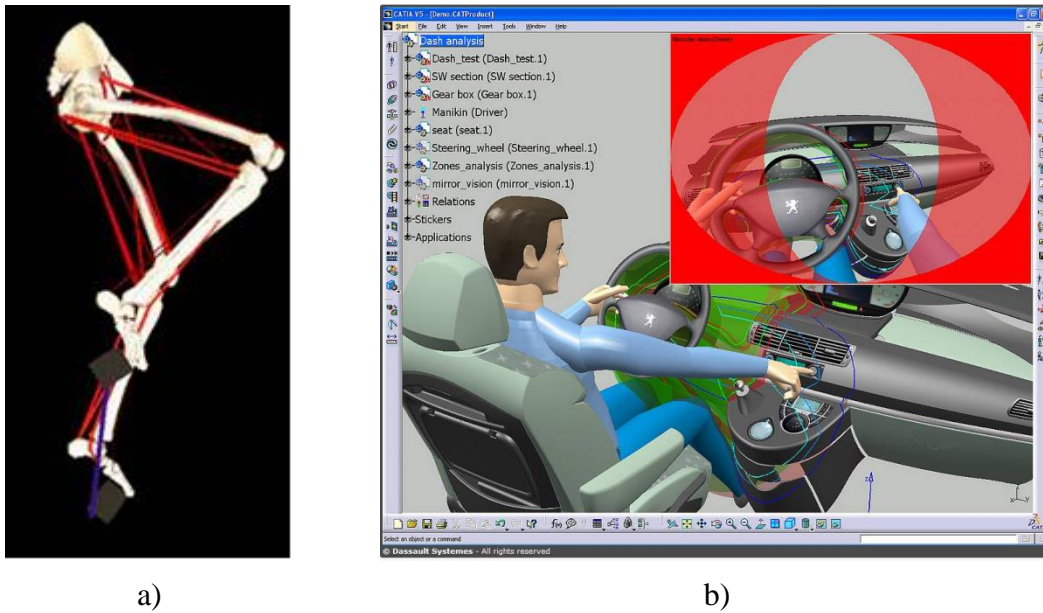 CATIA V5 - [Demo.CATProduct]
Start File Edit View Insert Tools Window Help
Dash analysis
Dash_test (Dash_test.1)
SW section (SW section.1)
Gear box (Gear box.1)
Manikin (Driver)
seat (seat.1)
Steering_wheel (Steering_wheel.1)
Zones_analysis (Zones_analysis.1)
mirror_vision (mirror_vision.1)
Relations
Stickers
Applications
Select an object or a command
© Dassault Systemes - All rights reserved
a)
b)